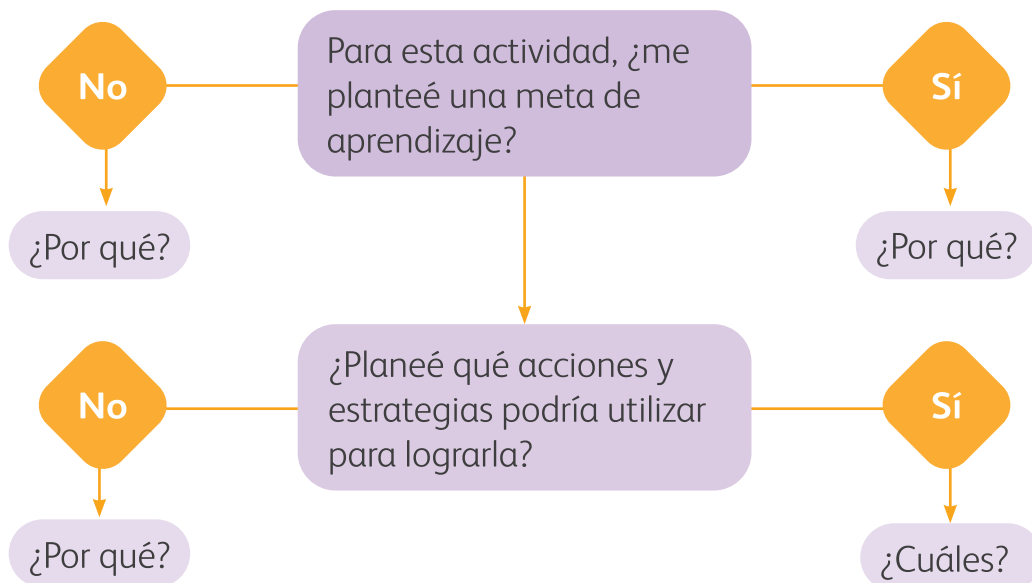 No
Para esta actividad, ¿me
planteé una meta de
aprendizaje?
Sí
¿Por qué?
¿Por qué?
No
¿Planeé qué acciones y
estrategias podría utilizar
para lograrla?
Sí
¿Por qué?
¿Cuáles?